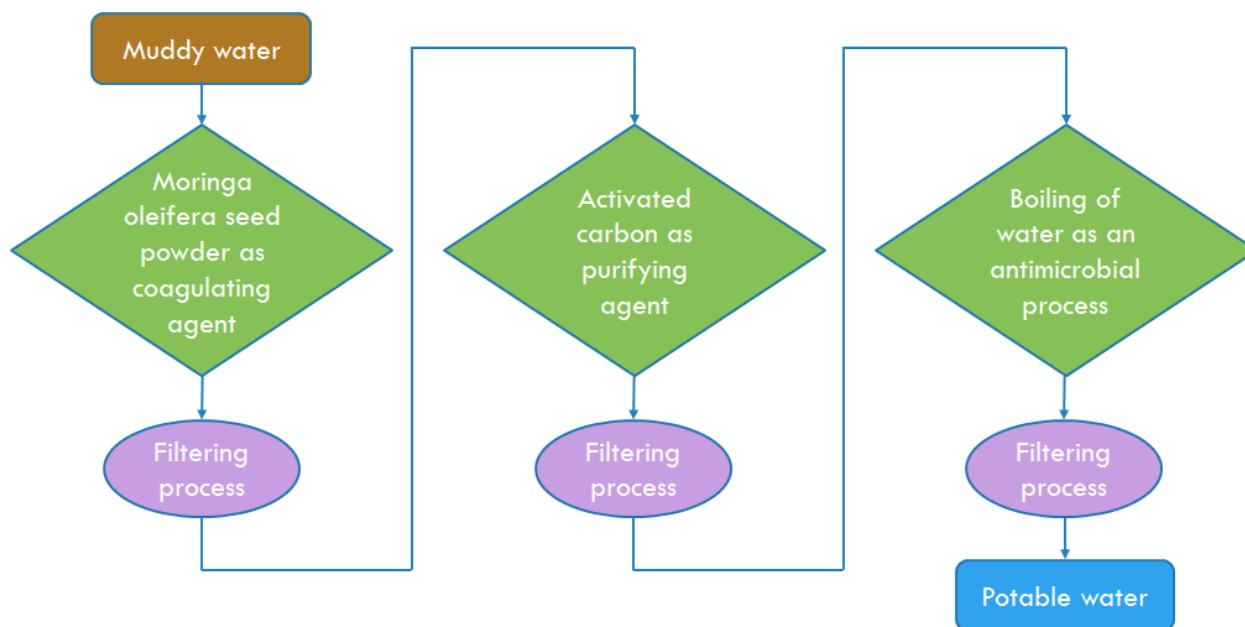 Muddy water
Moringa
oleifera seed
powder as
coagulating
agent
Filtering
process
Activated
carbon as
purifying
agent
Filtering
process
Boiling of
water as an
antimicrobial
process
Filtering
process
Potable water